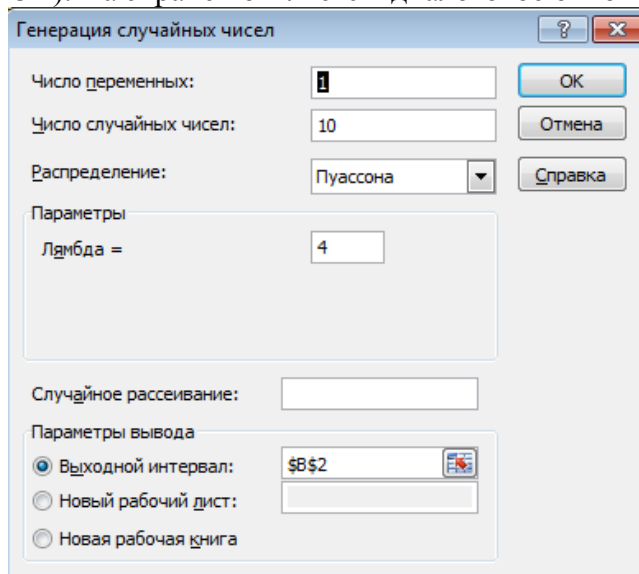 Генерация случайных чисел
Число переменных: 1
OK
Число случайных чисел: 10
Отмена
Распределение: Пуассона
Справка
Параметры
Лямбда = 4
Случайное рассеивание:
Параметры вывода
Выходной интервал: $B$2
Новый рабочий лист:
Новая рабочая книга